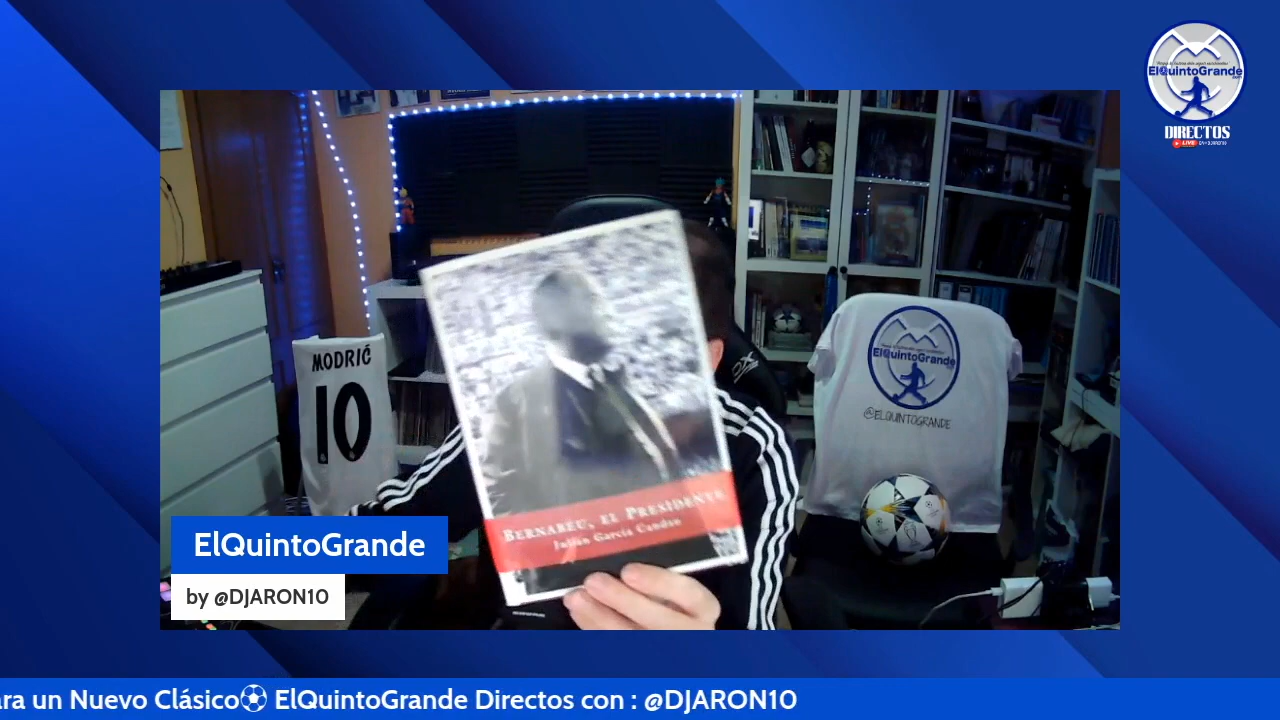 ElQuintoGrande
DIRECTOS
LIVE
MODRIĆ
10
ElQuintoGrande
@ELQUINTOGRANDE
BERNABEU, EL PRESIDENTE
Julián García Candau
ElQuintoGrande
by @DJARON10
ara un Nuevo Clásico⚽ ElQuintoGrande Directos con : @DJARON10